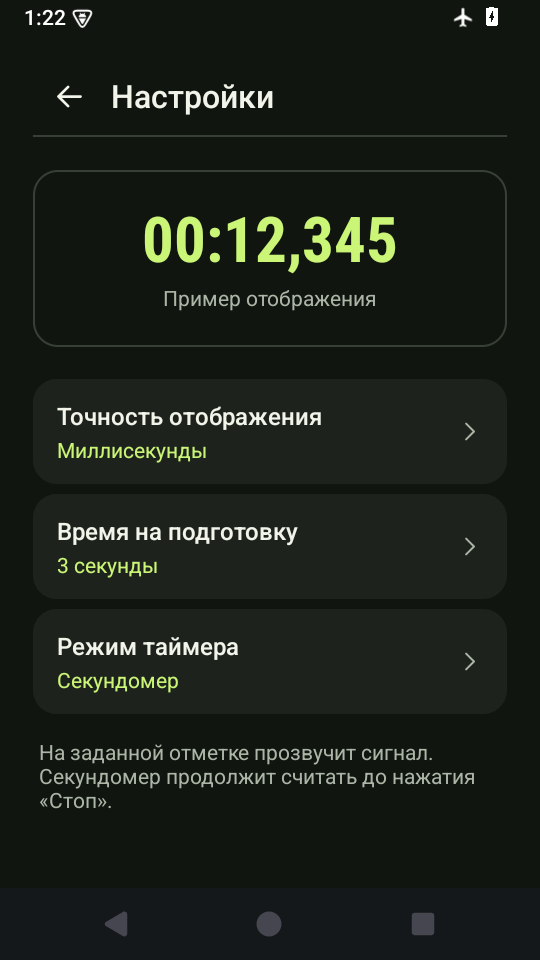 1:22
Настройки
00:12,345
Пример отображения
Точность отображения
Миллисекунды
Время на подготовку
3 секунды
Режим таймера
Секундомер
На заданной отметке прозвучит сигнал.
Секундомер продолжит считать до нажатия
«Стоп».